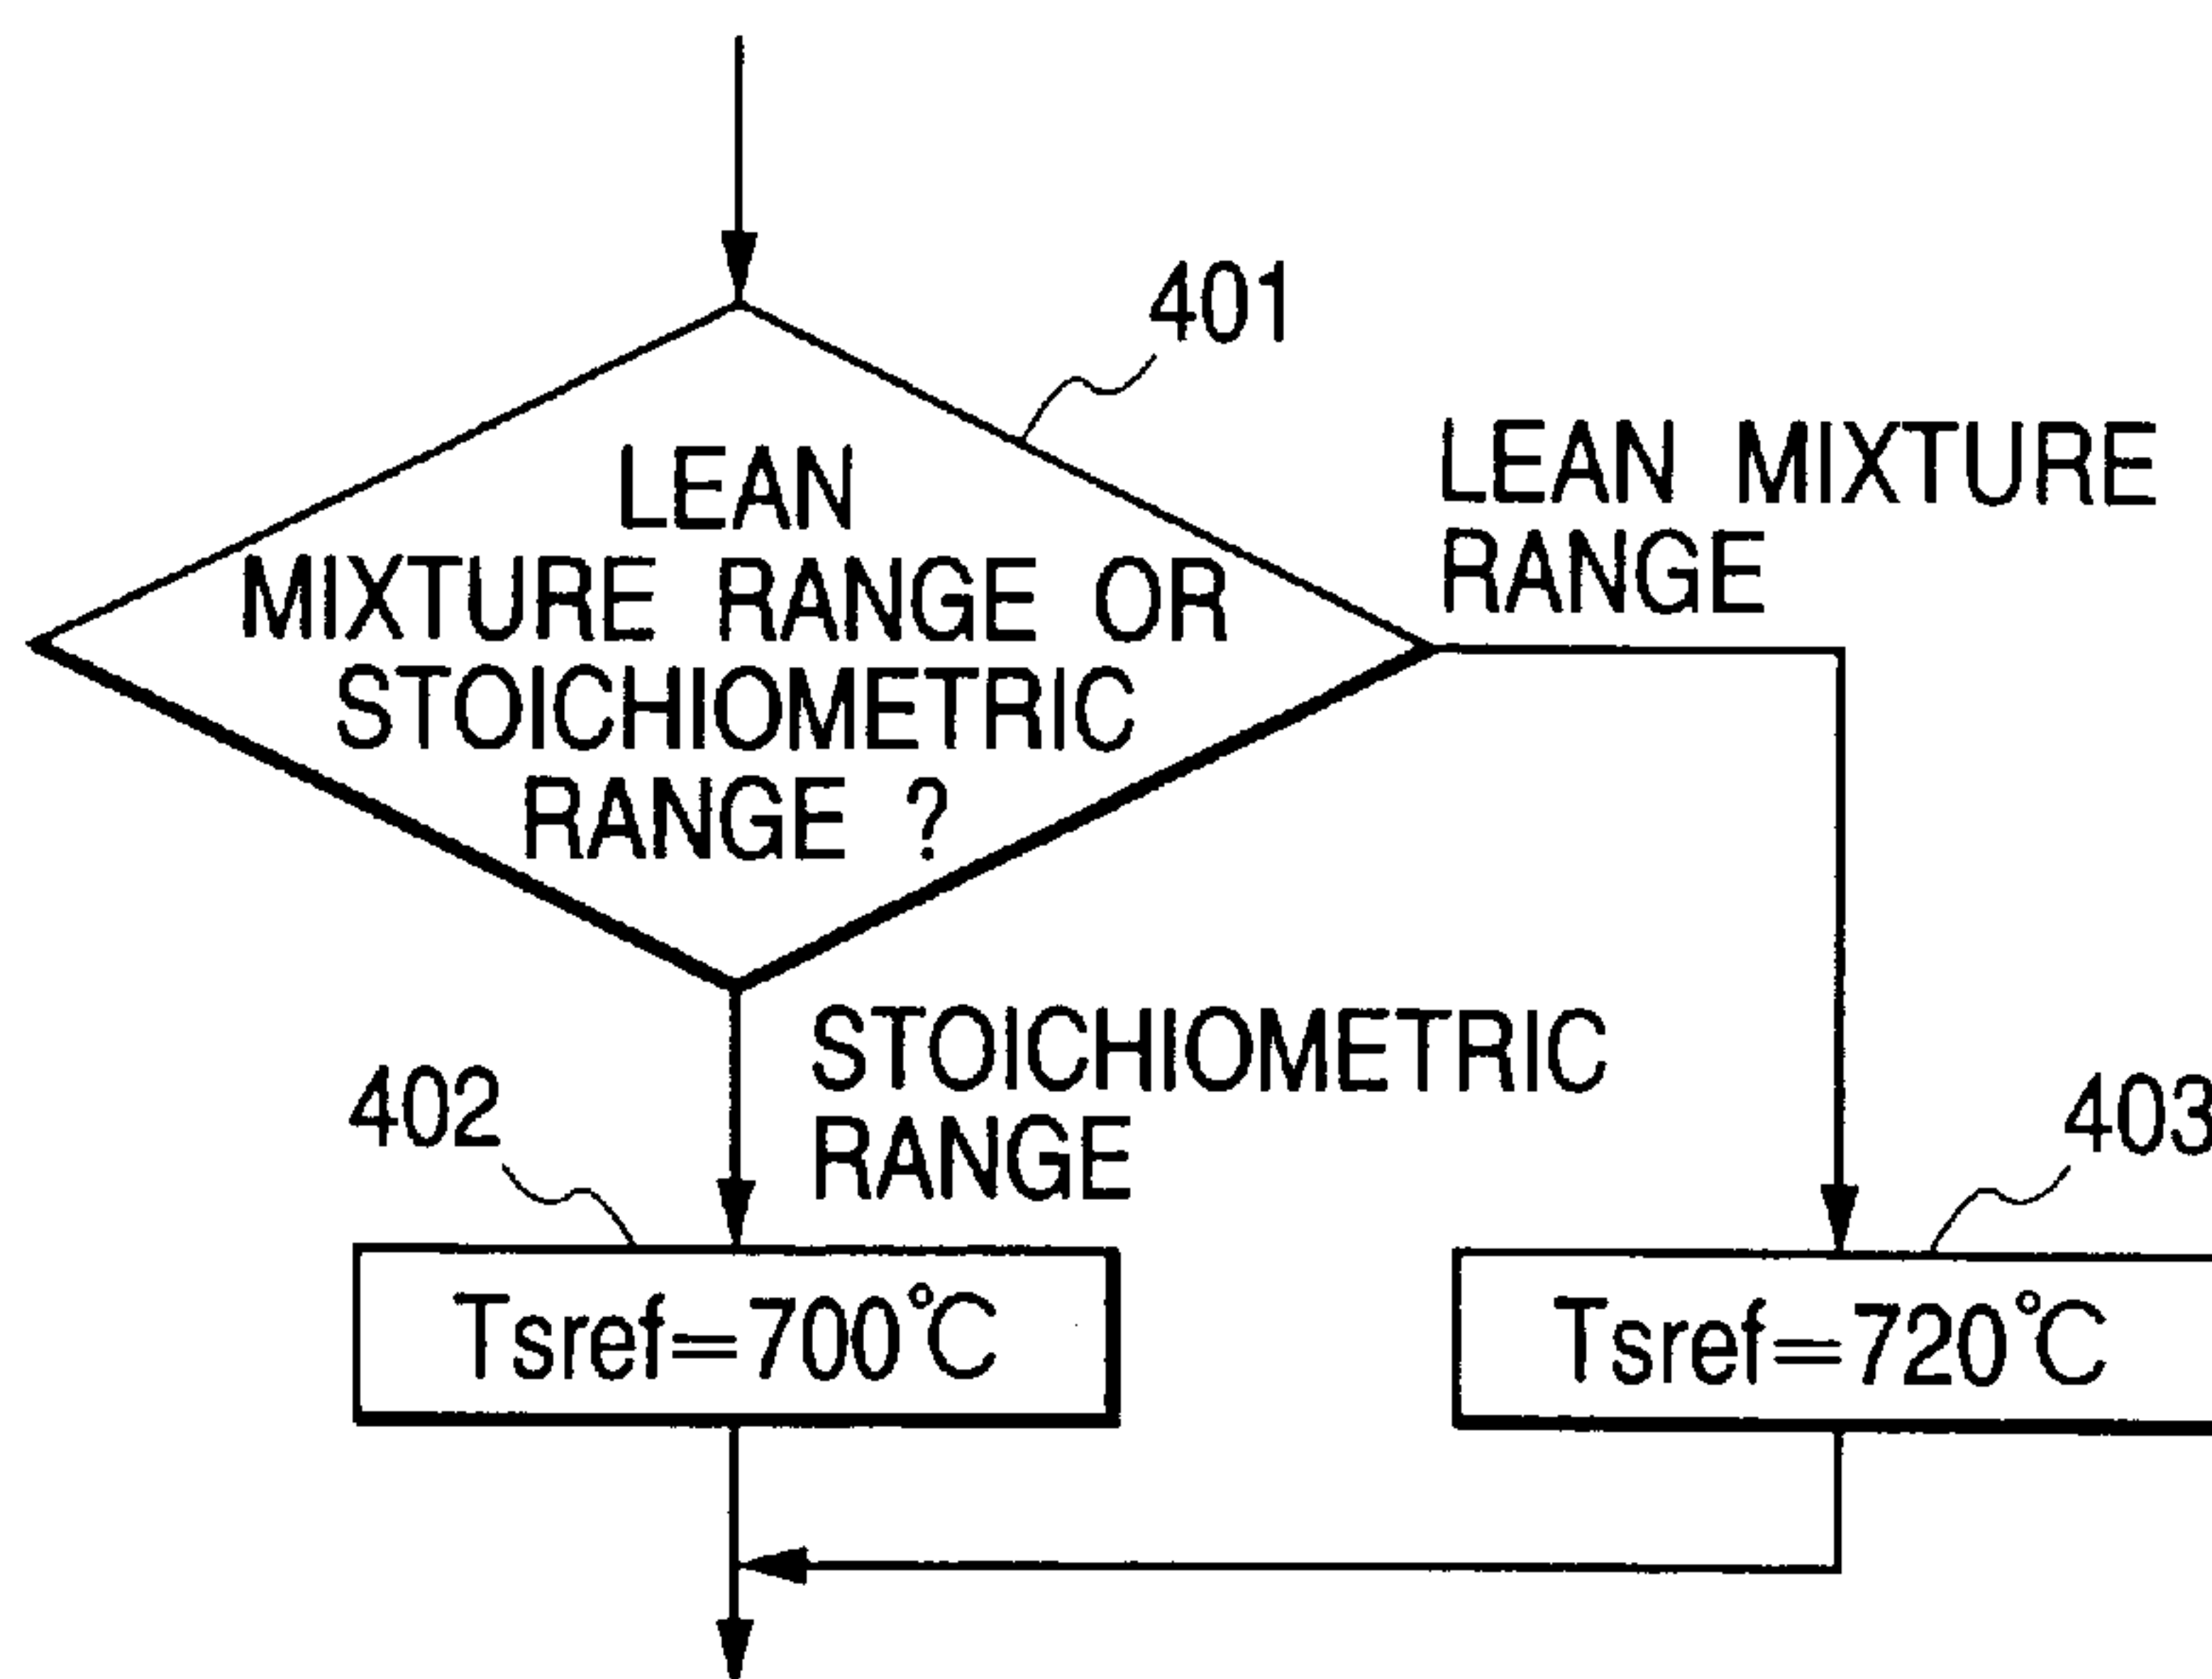 401
LEAN
MIXTURE RANGE OR
STOICHIOMETRIC
RANGE ?
LEAN MIXTURE
RANGE
STOICHIOMETRIC
RANGE
402
403
Tsref=700°C
Tsref=720°C